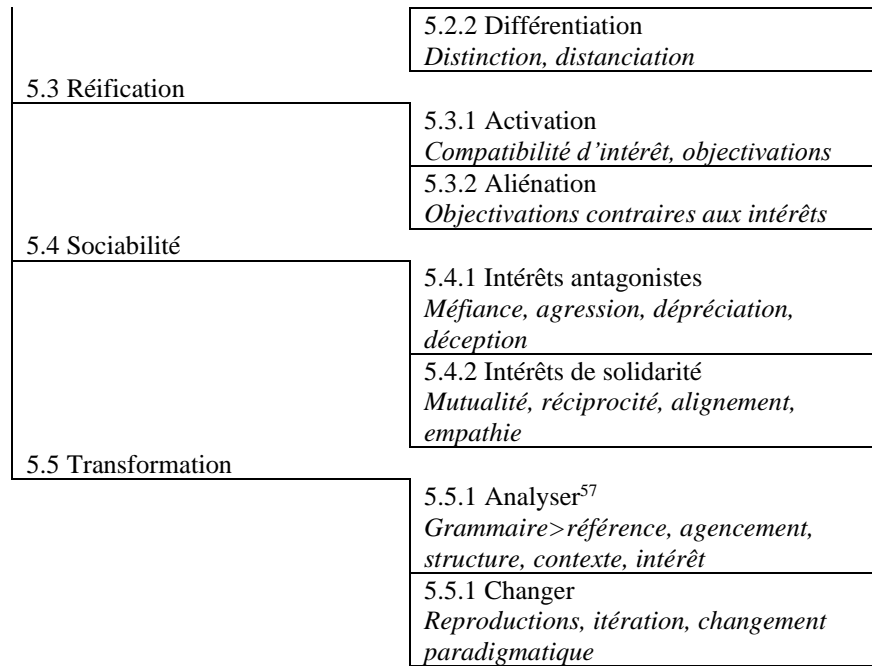 5.2.2 Différentiation
Distinction, distanciation
5.3 Réification
5.3.1 Activation
Compatibilité d’intérêt, objectivations
5.3.2 Aliénation
Objectivations contraires aux intérêts
5.4 Sociabilité
5.4.1 Intérêts antagonistes
Méfiance, agression, dépréciation,
déception
5.4.2 Intérêts de solidarité
Mutualité, réciprocité, alignement,
empathie
5.5 Transformation
5.5.1 Analyser⁵⁷
Grammaire>référence, agencement,
structure, contexte, intérêt
5.5.1 Changer
Reproductions, itération, changement
paradigmatique